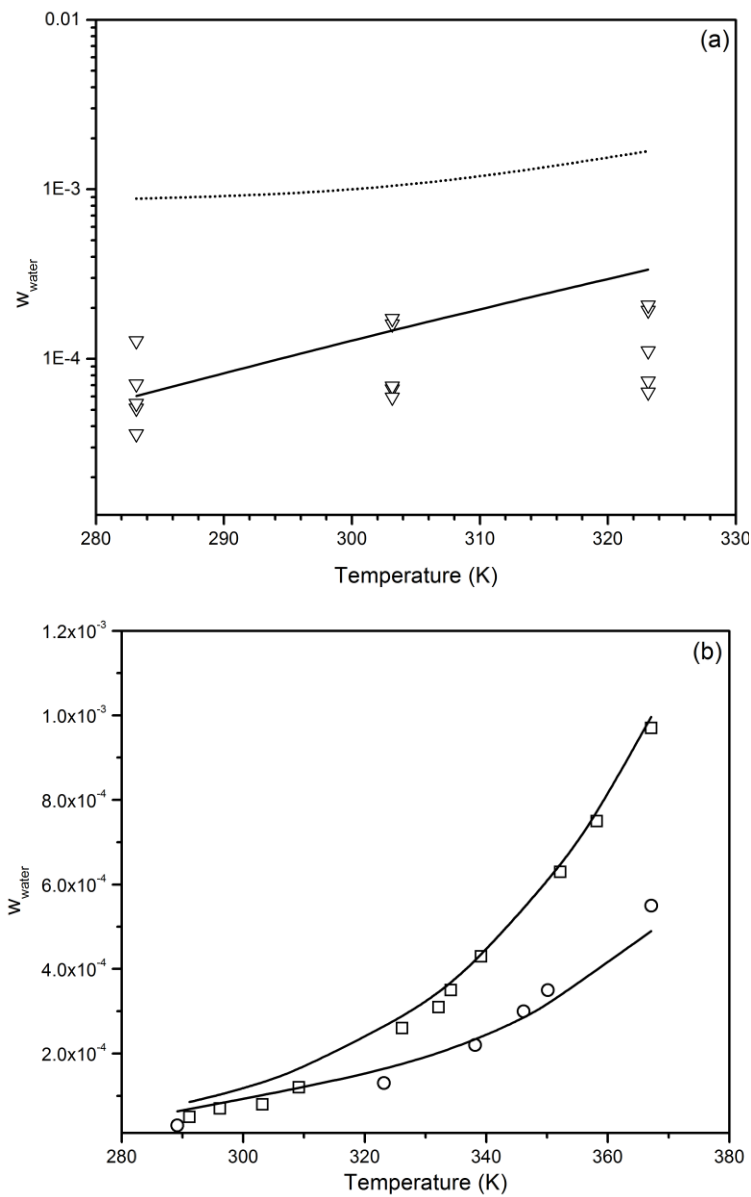 0.01
(a)
1E-3
1E-4
w_water
280 290 300 310 320 330
Temperature (K)
1.2x10⁻³
(b)
1.0x10⁻³
8.0x10⁻⁴
6.0x10⁻⁴
4.0x10⁻⁴
2.0x10⁻⁴
w_water
280 300 320 340 360 380
Temperature (K)